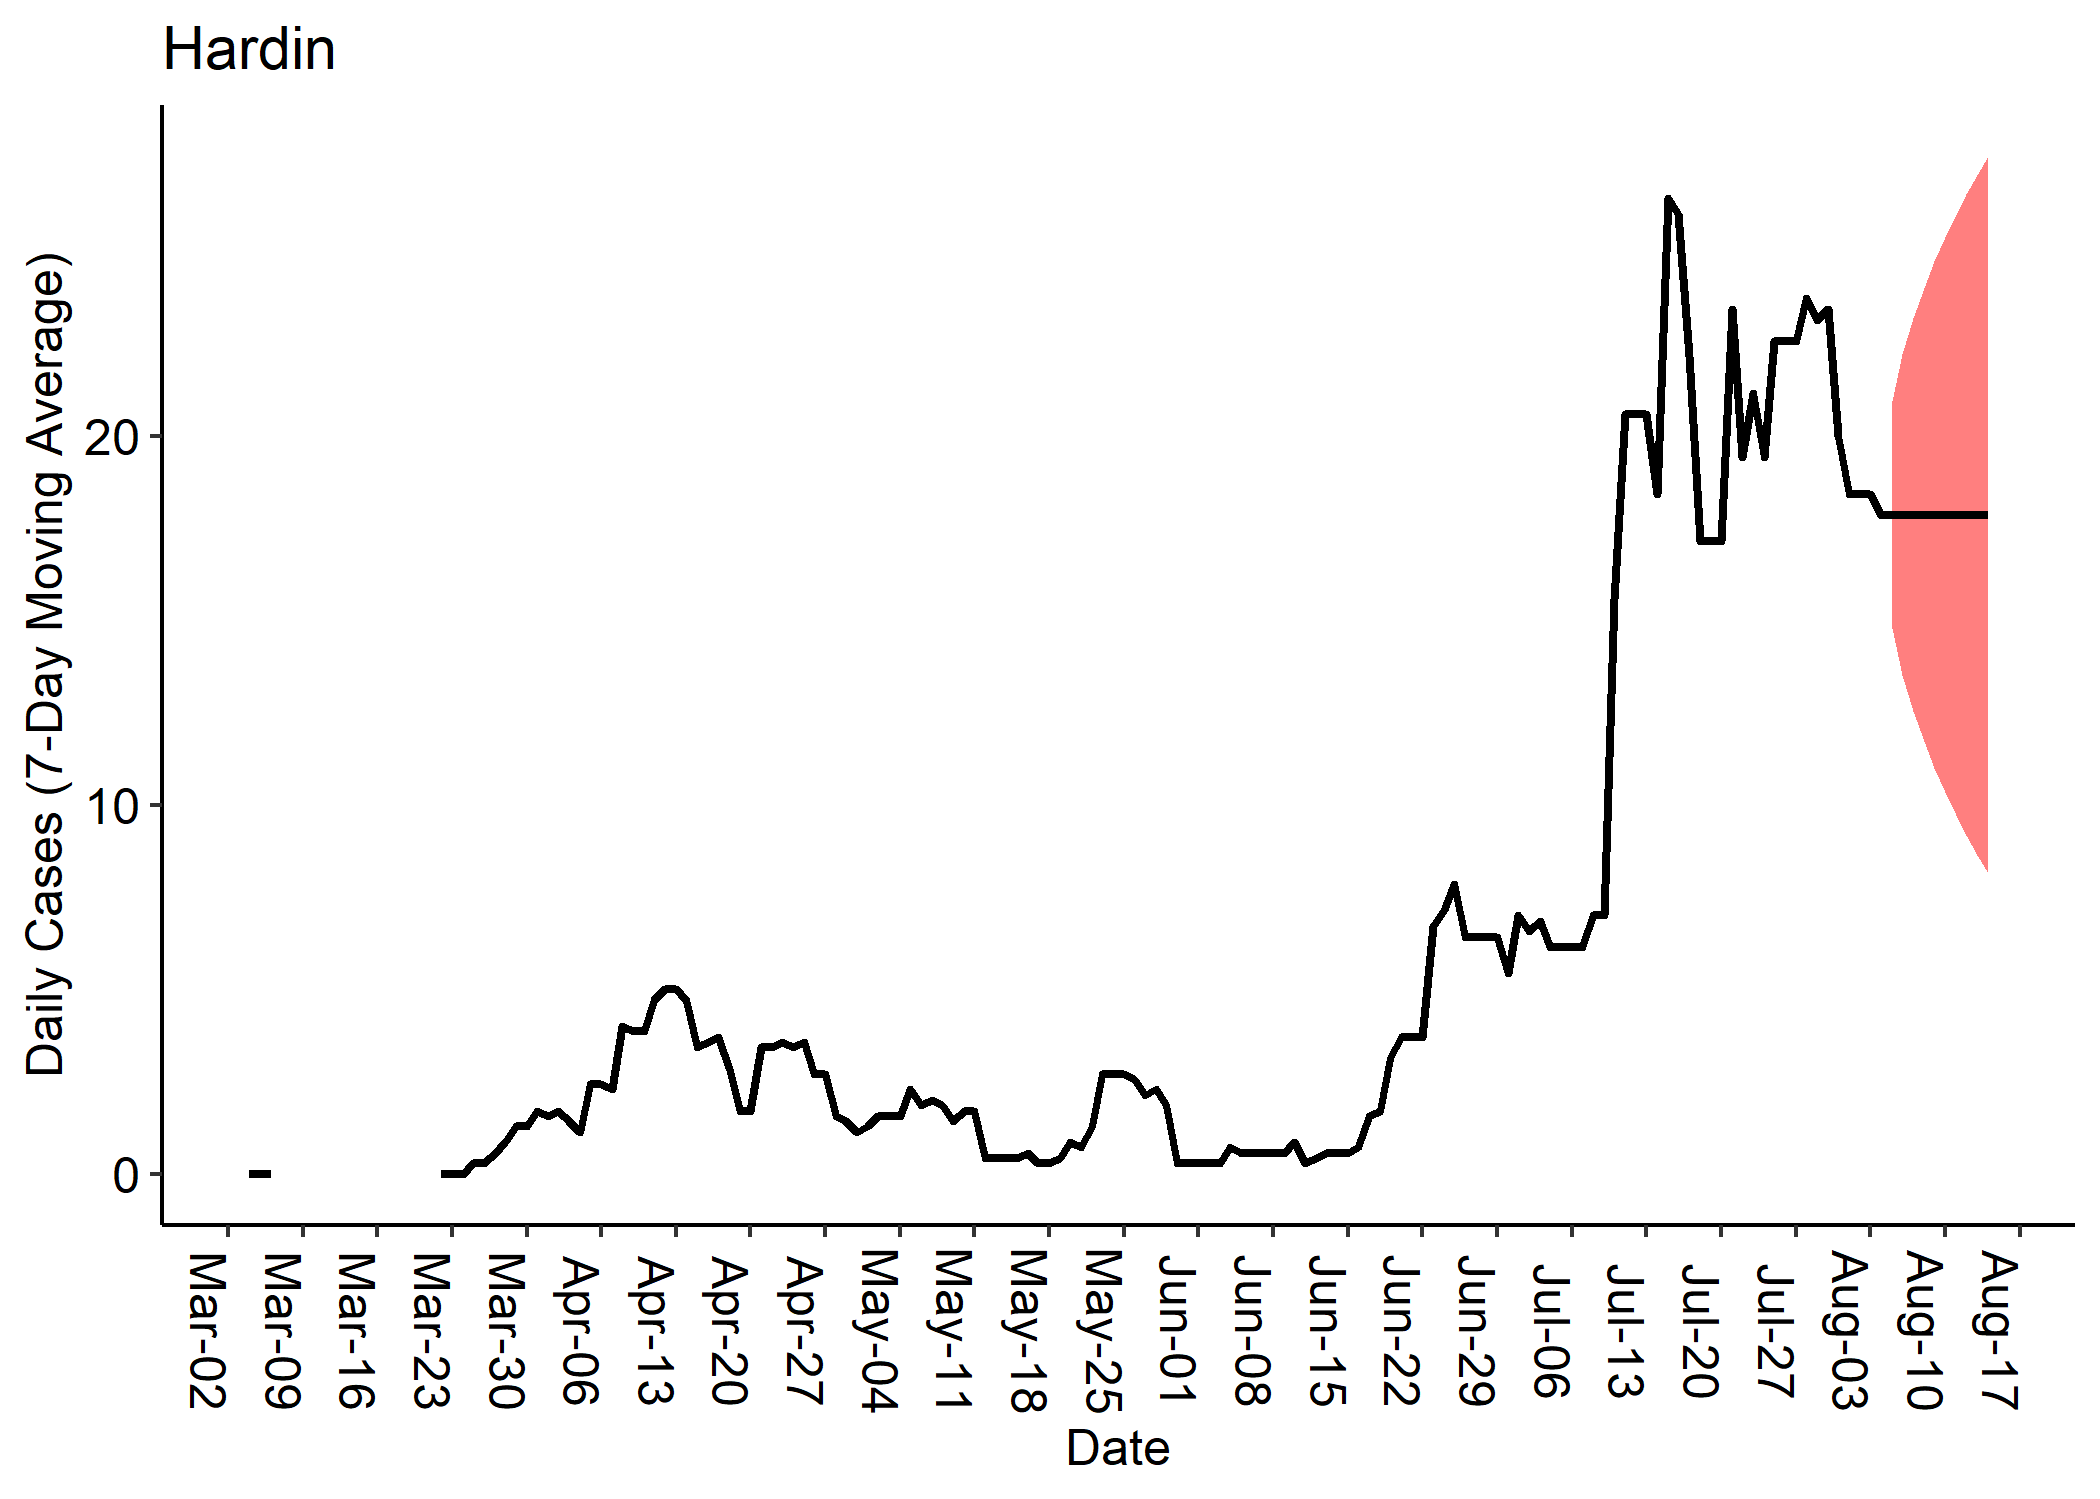 Hardin
Daily Cases (7-Day Moving Average)
20
10
0
Mar-02
Mar-09
Mar-16
Mar-23
Mar-30
Apr-06
Apr-13
Apr-20
Apr-27
May-04
May-11
May-18
May-25
Jun-01
Jun-08
Jun-15
Jun-22
Jun-29
Jul-06
Jul-13
Jul-20
Jul-27
Aug-03
Aug-10
Aug-17
Date